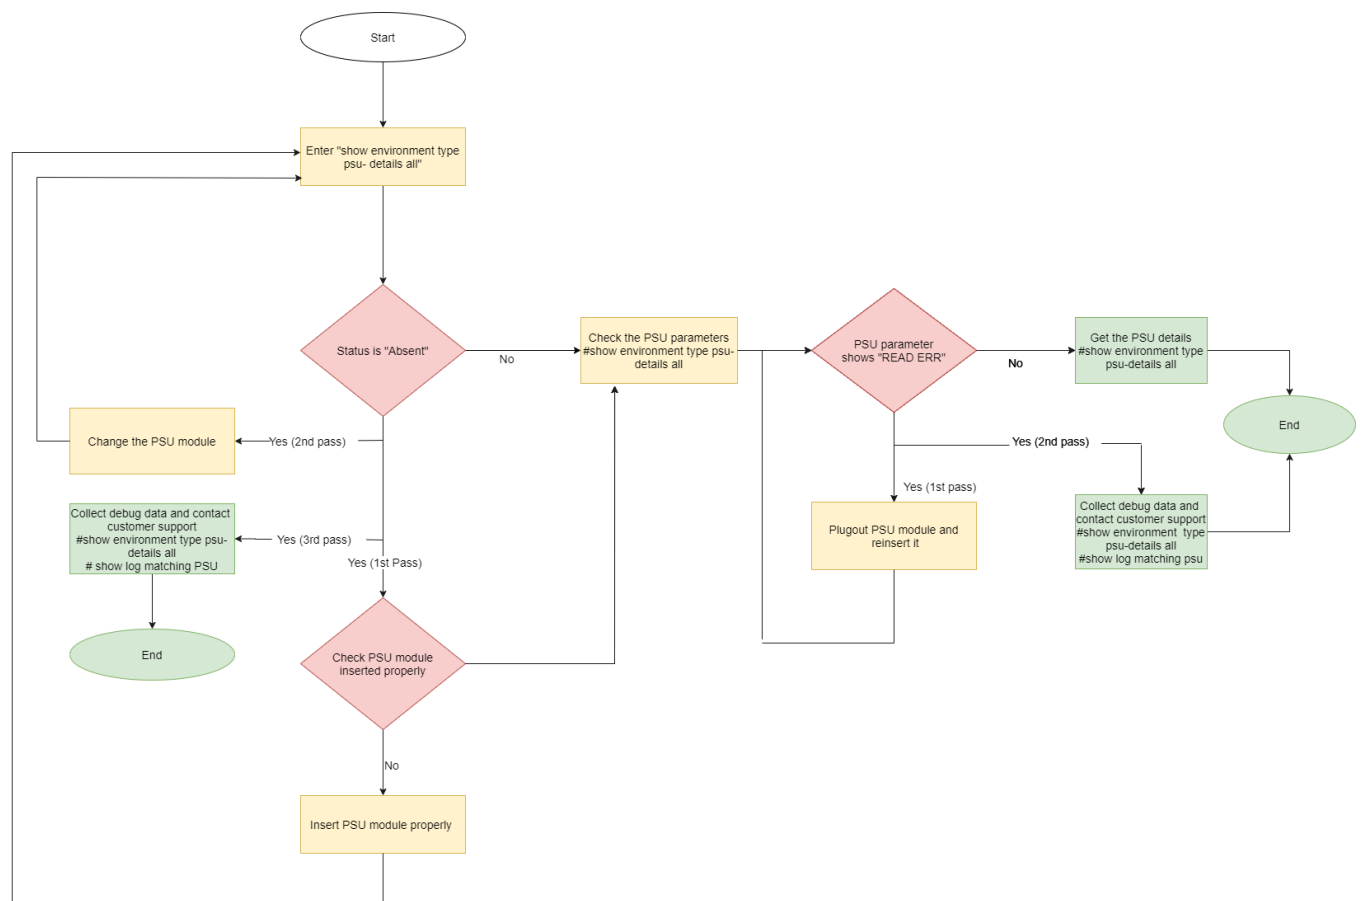 Start
Enter "show environment type
psu- details all"
Status is "Absent"
No
Check the PSU parameters
#show environment type psu-
details all
PSU parameter
shows "READ ERR"
No
Get the PSU details
#show environment type
psu-details all
End
Change the PSU module
Yes (2nd pass)
Yes (2nd pass)
Yes (1st pass)
Collect debug data and contact
customer support
#show environment type psu-
details all
# show log matching PSU
Yes (3rd pass)
Yes (1st Pass)
Plugout PSU module and
reinsert it
Collect debug data and
contact customer support
#show environment  type
psu-details all
#show log matching psu
End
Check PSU module
inserted properly
No
Insert PSU module properly